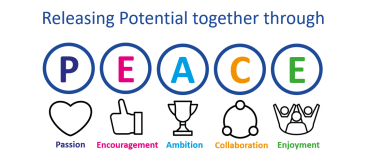 Releasing Potential together through
P E A C E
Passion Encouragement Ambition Collaboration Enjoyment